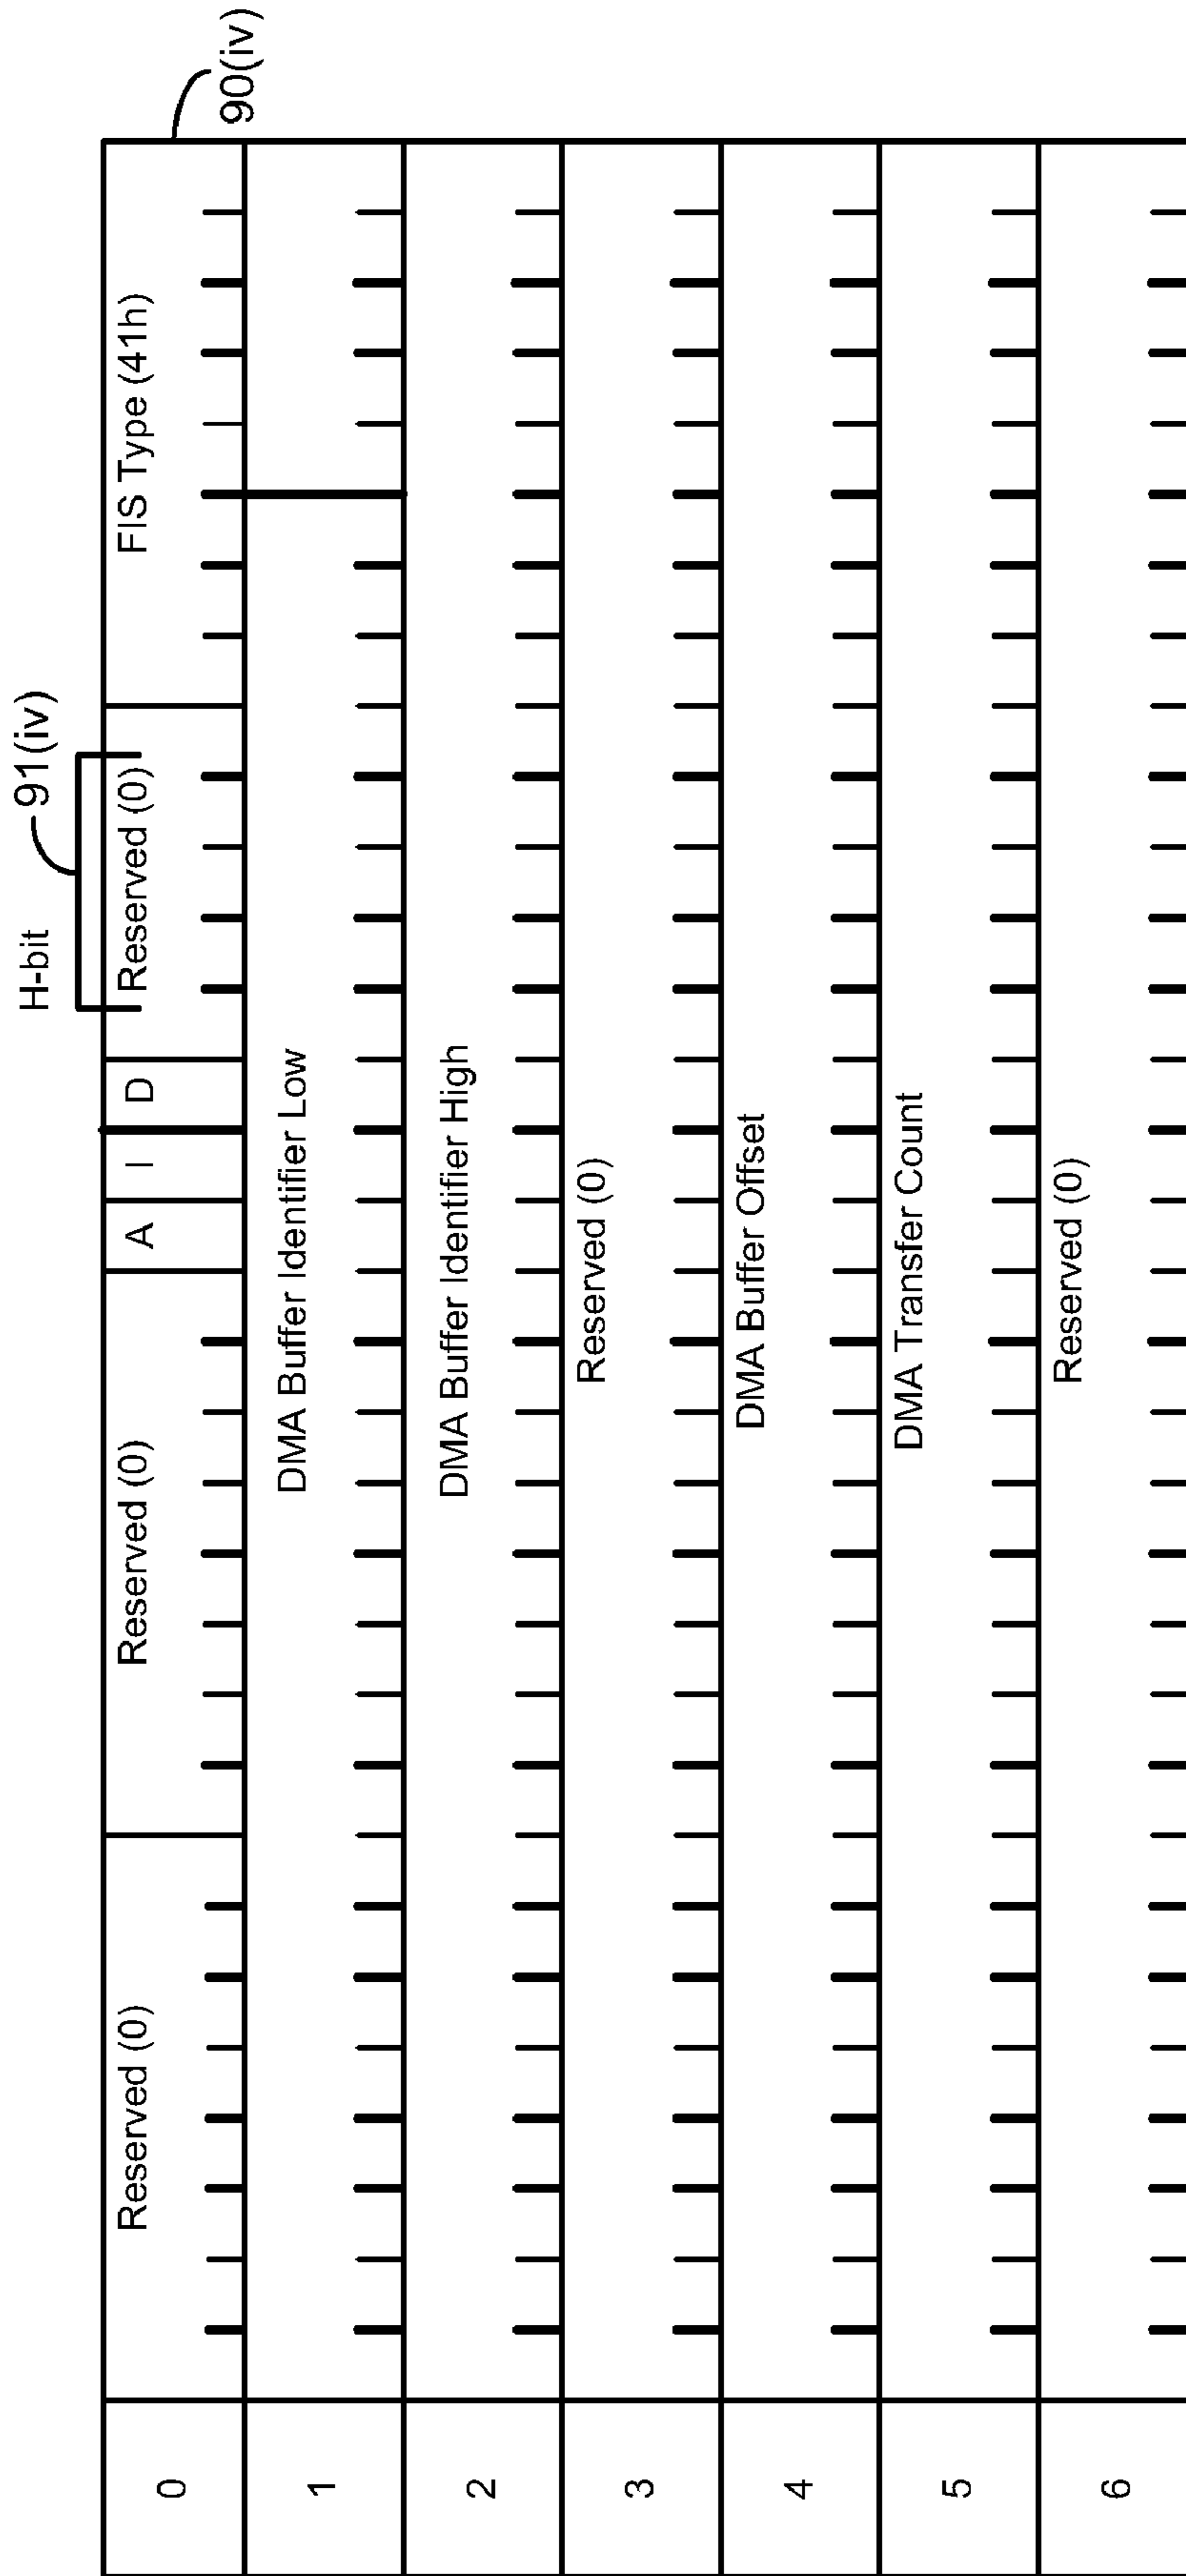 H-bit 91(iv)
90(iv)
0 Reserved (0) Reserved (0) A I D Reserved (0) FIS Type (41h)
1 DMA Buffer Identifier Low
2 DMA Buffer Identifier High
3 Reserved (0)
4 DMA Buffer Offset
5 DMA Transfer Count
6 Reserved (0)